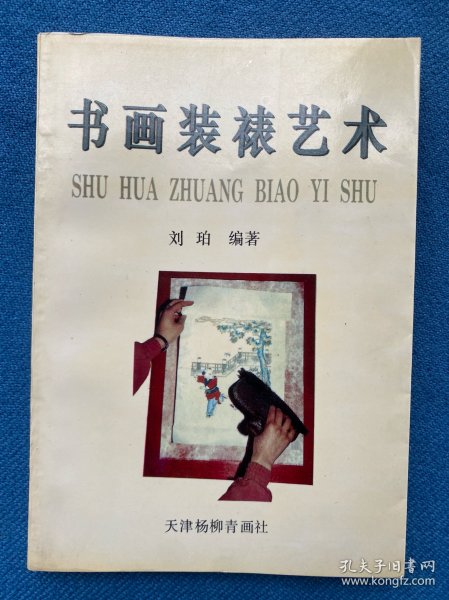 书画装裱艺术
SHU HUA ZHUANG BIAO YI SHU
刘珀 编著
天津杨柳青画社
孔夫子旧书网
www.kongfz.com